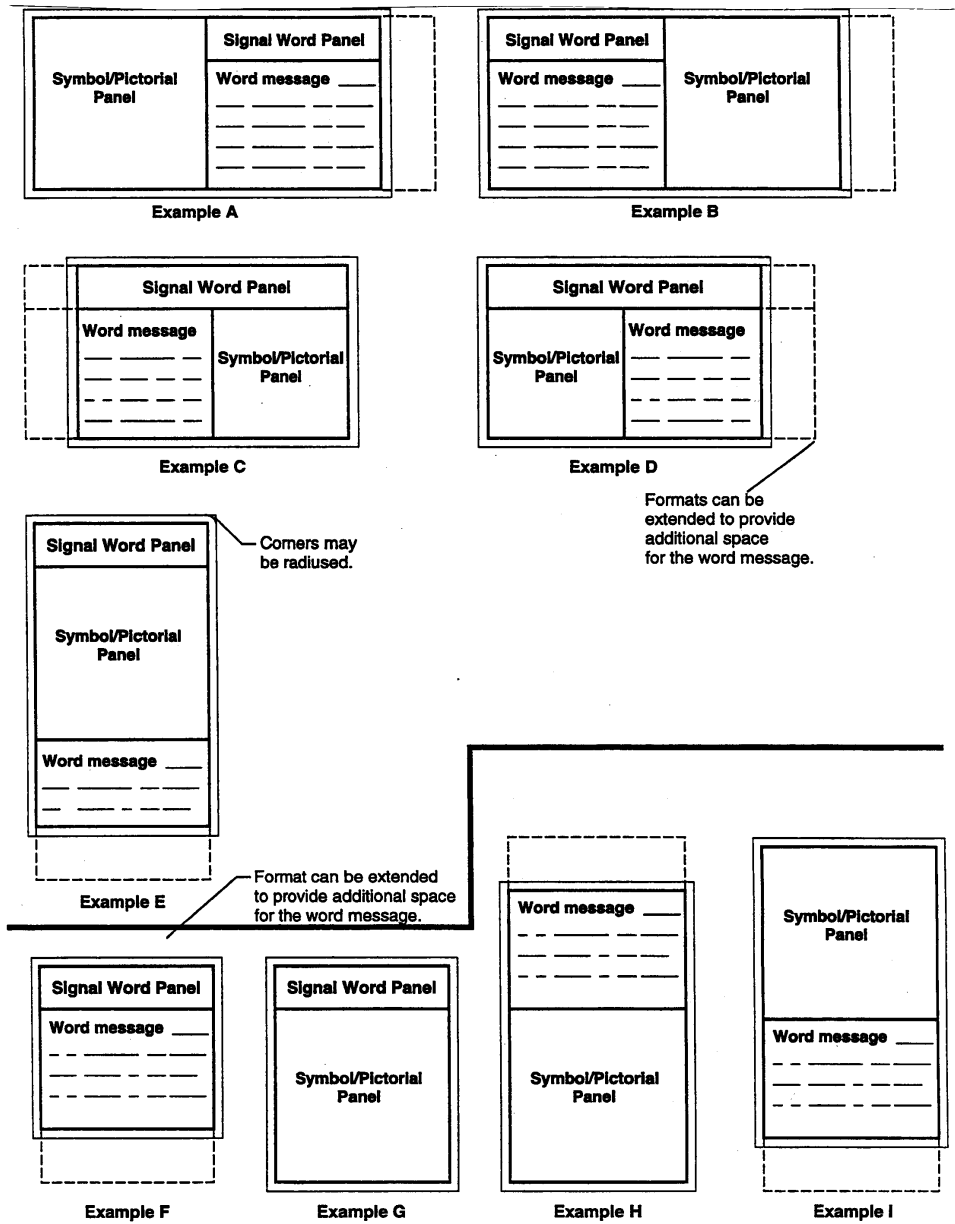 Symbol/Pictorial
Panel
Signal Word Panel
Word message
Example A
Signal Word Panel
Word message
Symbol/Pictorial
Panel
Example B
Signal Word Panel
Word message
Symbol/Pictorial
Panel
Example C
Signal Word Panel
Symbol/Pictorial
Panel
Word message
Example D
Formats can be
extended to provide
additional space
for the word message.
Signal Word Panel
Symbol/Pictorial
Panel
Word message
Example E
Corners may
be radiused.
Format can be extended
to provide additional space
for the word message.
Signal Word Panel
Word message
Example F
Signal Word Panel
Symbol/Pictorial
Panel
Example G
Word message
Symbol/Pictorial
Panel
Example H
Symbol/Pictorial
Panel
Word message
Example I